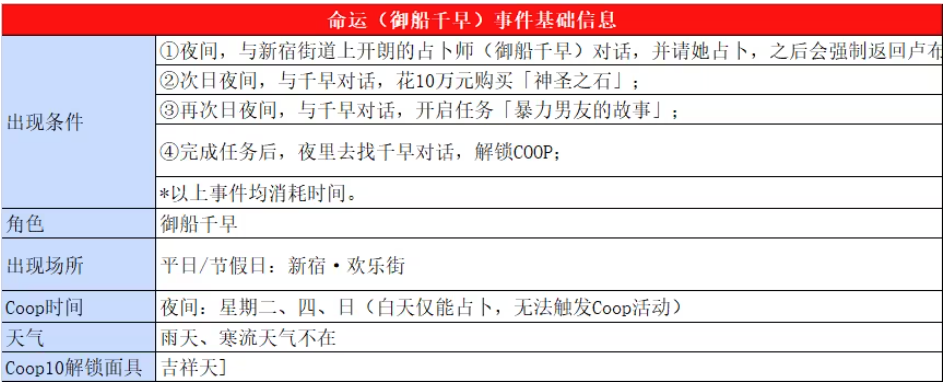 命运（御船千早）事件基础信息
出现条件
①夜间，与新宿街道上开朗的占卜师（御船千早）对话，并请她占卜，之后会强制返回卢布
②次日夜间，与千早对话，花10万元购买「神圣之石」；
③再次日夜间，与千早对话，开启任务「暴力男友的故事」；
④完成任务后，夜里去找千早对话，解锁COOP；
*以上事件均消耗时间。
角色 御船千早
出现场所 平日/节假日：新宿·欢乐街
Coop时间 夜间：星期二、四、日（白天仅能占卜，无法触发Coop活动）
天气 雨天、寒流天气不在
Coop10解锁面具 吉祥天]